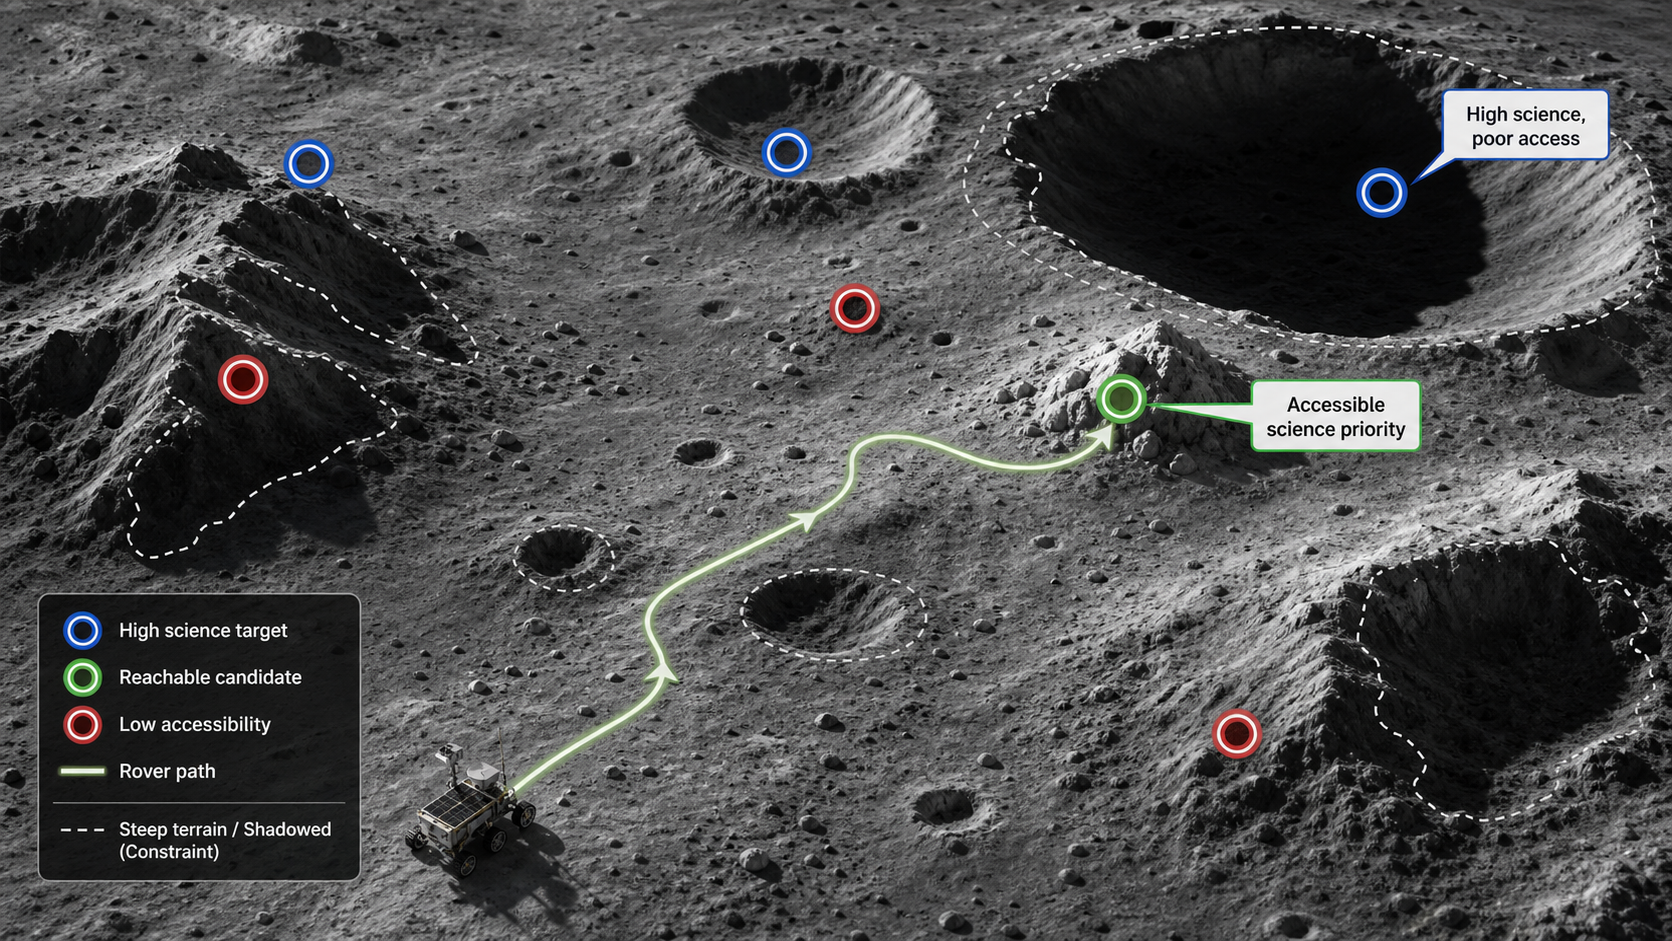 High science,
poor access
Accessible
science priority
High science target
Reachable candidate
Low accessibility
Rover path
Steep terrain / Shadowed
(Constraint)